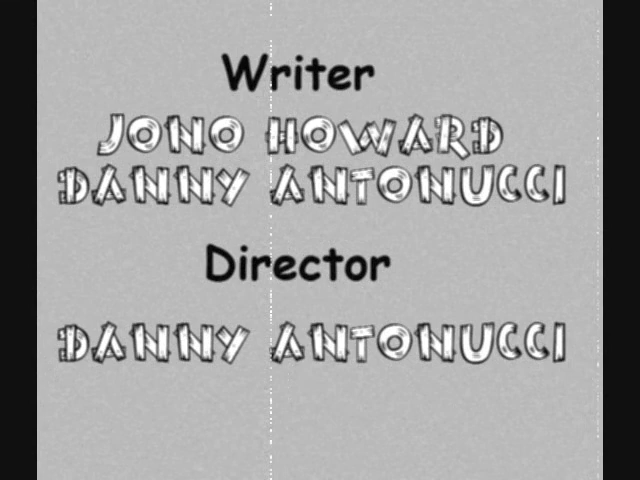 Writer
JONO HOWARD
DANNY ANTONUCCI
Director
DANNY ANTONUCCI